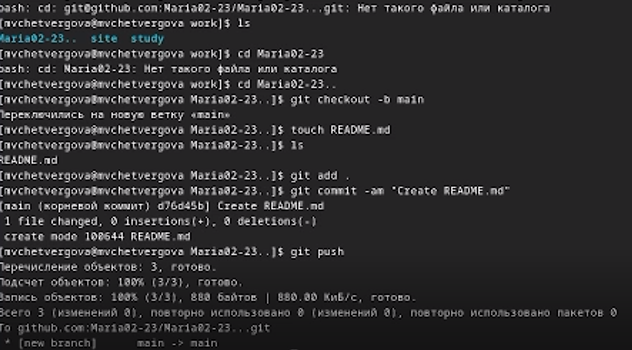 bash: cd: git@github.com:Maria02-23/Maria02-23...git: Нет такого файла или каталога
[mvchetvergova@mvchetvergova work]$ ls
Maria02-23.. site study
[mvchetvergova@mvchetvergova work]$ cd Maria02-23
bash: cd: Maria02-23: Нет такого файла или каталога
[mvchetvergova@mvchetvergova work]$ cd Maria02-23..
[mvchetvergova@mvchetvergova Maria02-23..]$ git checkout -b main
Переключились на новую ветку «main»
[mvchetvergova@mvchetvergova Maria02-23..]$ touch README.md
[mvchetvergova@mvchetvergova Maria02-23..]$ ls
README.md
[mvchetvergova@mvchetvergova Maria02-23..]$ git add .
[mvchetvergova@mvchetvergova Maria02-23..]$ git commit -am "Create README.md"
[main (корневой коммит) d76d45b] Create README.md
1 file changed, 0 insertions(+), 0 deletions(-)
create mode 100644 README.md
[mvchetvergova@mvchetvergova Maria02-23..]$ git push
Перечисление объектов: 3, готово.
Подсчет объектов: 100% (3/3), готово.
Запись объектов: 100% (3/3), 880 байтов | 880.00 КиБ/с, готово.
Всего 3 (изменений 0), повторно использовано 0 (изменений 0), повторно использовано пакетов 0
To github.com:Maria02-23/Maria02-23...git
* [new branch] main -> main